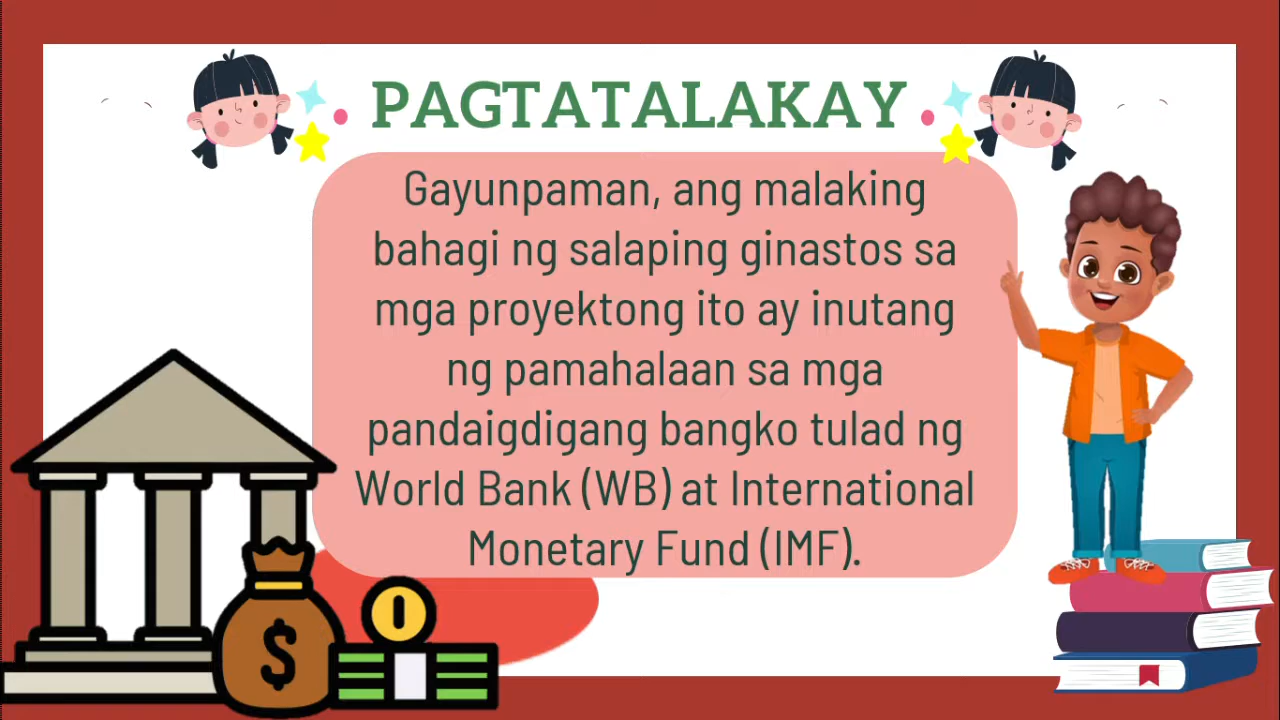 PAGTATALAKAY
Gayunpaman, ang malaking
bahagi ng salaping ginastos sa
mga proyektong ito ay inutang
ng pamahalaan sa mga
pandaigdigang bangko tulad ng
World Bank (WB) at International
Monetary Fund (IMF).
$
0